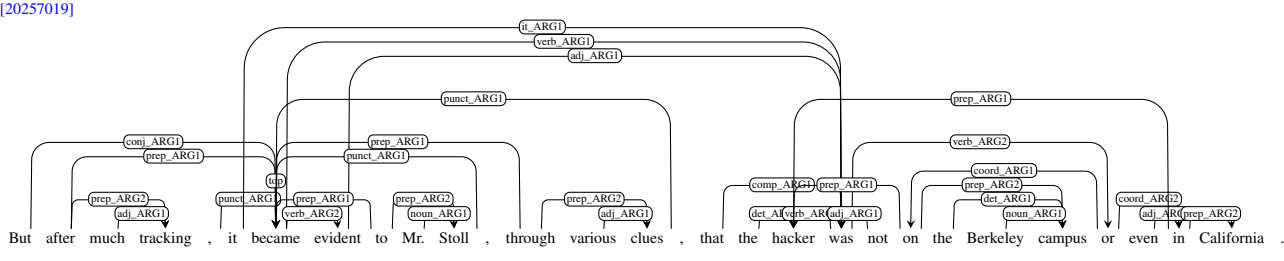 [20257019]
it_ARG1
verb_ARG1
adj_ARG1
punct_ARG1 prep_ARG1
conj_ARG1 prep_ARG1 verb_ARG2
prep_ARG1 punct_ARG1
coord_ARG1
top
comp_ARG1 prep_ARG1 prep_ARG2
prep_ARG2 punct_ARG1 prep_ARG1 prep_ARG2 prep_ARG2 det_ARG1 coord_ARG2
adj_ARG1 verb_ARG2 noun_ARG1 adj_ARG1 adj_ARG1 noun_ARG1 prep_ARG2
But after much tracking , it became evident to Mr. Stoll , through various clues , that the hacker was not on the Berkeley campus or even in California .